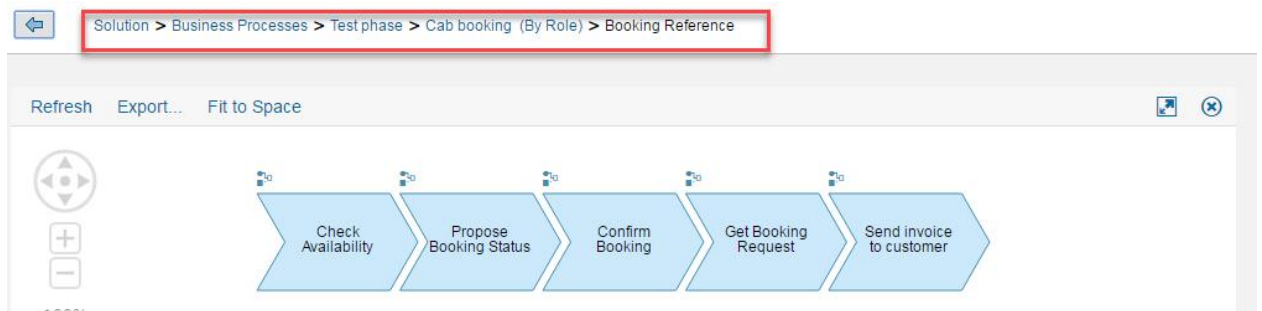 Solution > Business Processes > Test phase > Cab booking (By Role) > Booking Reference
Refresh Export... Fit to Space
Check
Availability
Propose
Booking Status
Confirm
Booking
Get Booking
Request
Send invoice
to customer